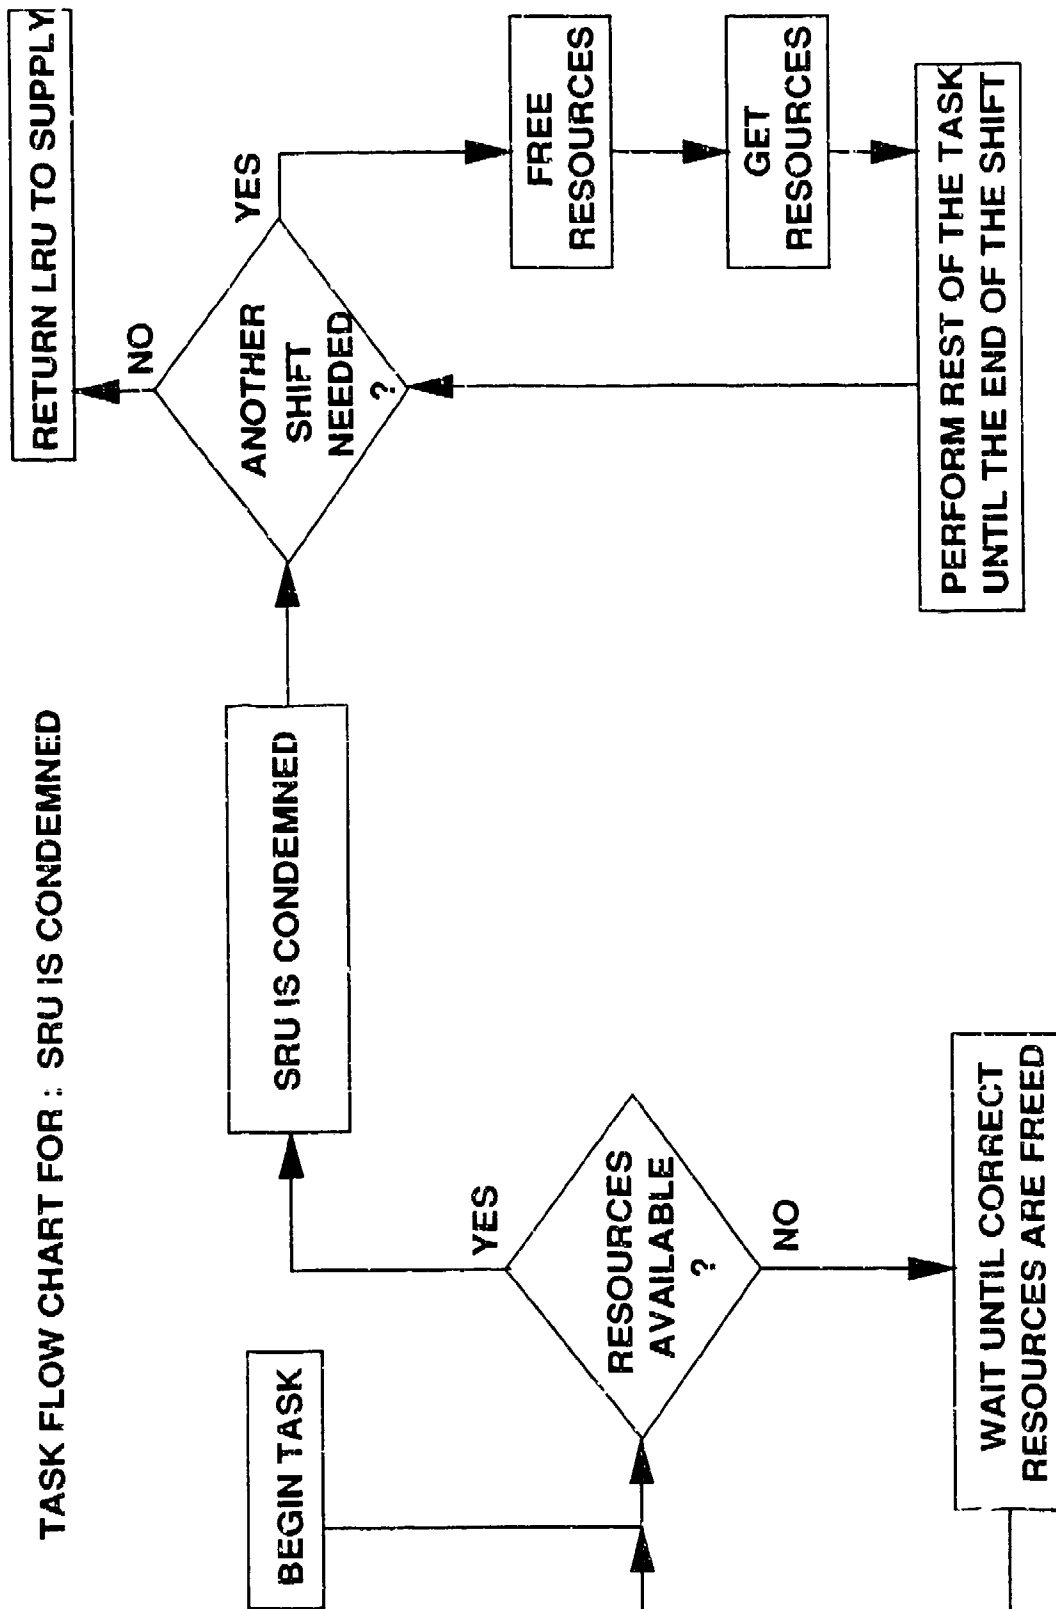 TASK FLOW CHART FOR : SRU IS CONDEMNED
BEGIN TASK
RESOURCES
AVAILABLE
?
YES
NO
WAIT UNTIL CORRECT
RESOURCES ARE FREED
SRU IS CONDEMNED
ANOTHER
SHIFT
NEEDED
?
NO
RETURN LRU TO SUPPLY
YES
FREE
RESOURCES
GET
RESOURCES
PERFORM REST OF THE TASK
UNTIL THE END OF THE SHIFT